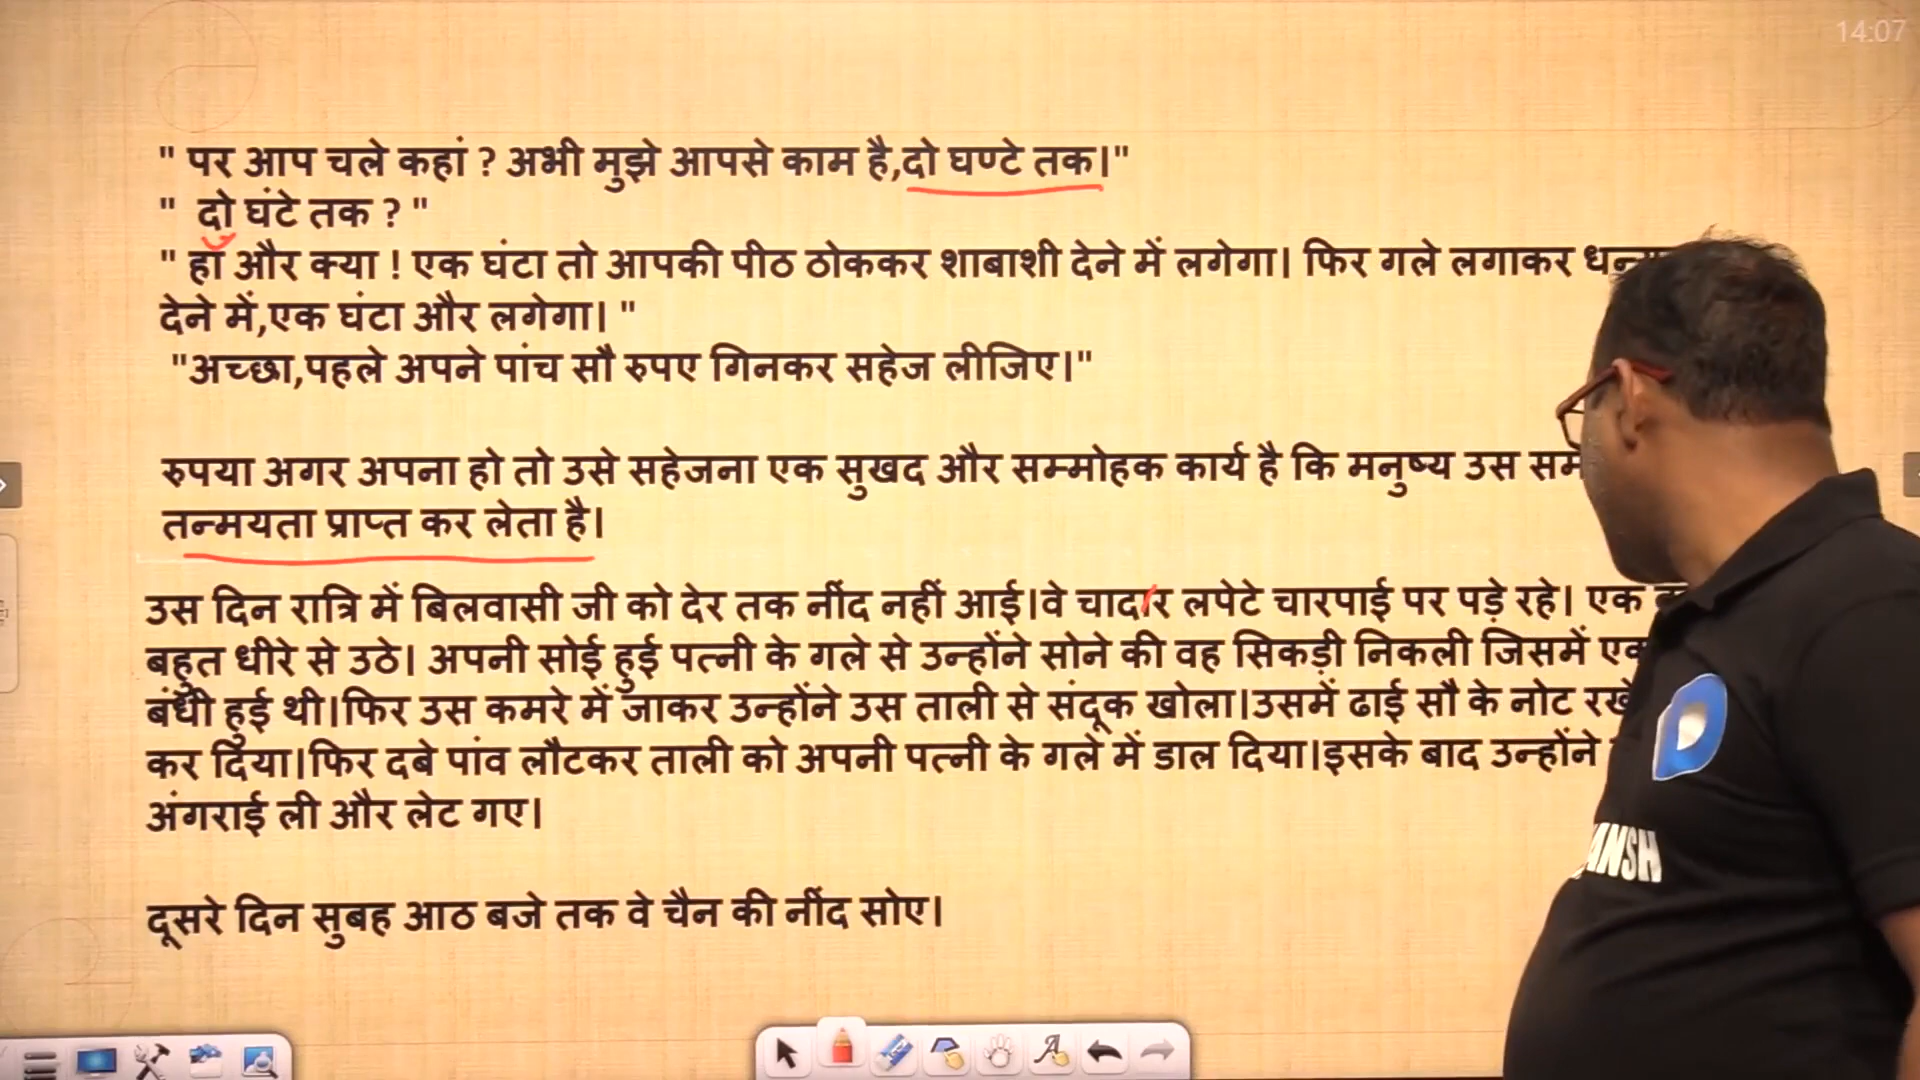 14:07
" पर आप चले कहां ? अभी मुझे आपसे काम है,दो घण्टे तक।"
" दो घंटे तक ? "
" हाँ और क्या ! एक घंटा तो आपकी पीठ ठोककर शाबाशी देने में लगेगा। फिर गले लगाकर
देने में,एक घंटा और लगेगा। "
"अच्छा,पहले अपने पांच सौ रुपए गिनकर सहेज लीजिए।"
रुपया अगर अपना हो तो उसे सहेजना एक सुखद और सम्मोहक कार्य है कि मनुष्य उस
तन्मयता प्राप्त कर लेता है।
उस दिन रात्रि में बिलवासी जी को देर तक नींद नहीं आई।वे चादार लपेटे चारपाई पर पड़े रहे। एक
बहुत धीरे से उठे। अपनी सोई हुई पत्नी के गले से उन्होंने सोने की वह सिकड़ी निकली जिसमें एक
बंधी हुई थी।फिर उस कमरे में जाकर उन्होंने उस ताली से संदूक खोला।उसमें ढाई सौ के नोट
कर दिया।फिर दबे पांव लौटकर ताली को अपनी पत्नी के गले में डाल दिया।इसके बाद उन्होंने
अंगराई ली और लेट गए।
दूसरे दिन सुबह आठ बजे तक वे चैन की नींद सोए।